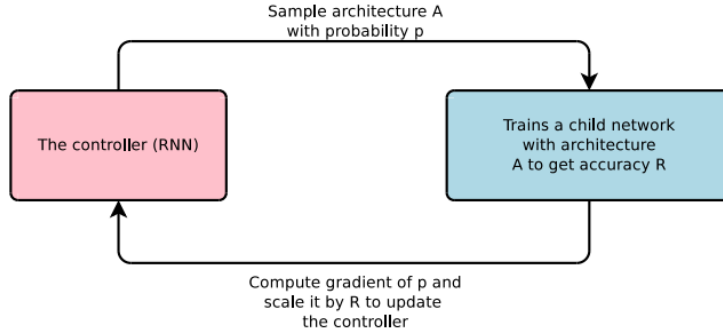 Sample architecture A
with probability p
The controller (RNN)
Trains a child network
with architecture
A to get accuracy R
Compute gradient of p and
scale it by R to update
the controller